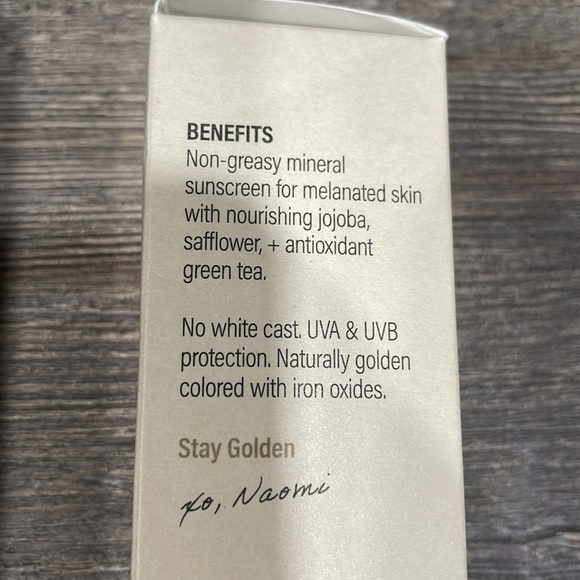 BENEFITS
Non-greasy mineral
sunscreen for melanated skin
with nourishing jojoba,
safflower, + antioxidant
green tea.
No white cast. UVA & UVB
protection. Naturally golden
colored with iron oxides.
Stay Golden
xo, Naomi